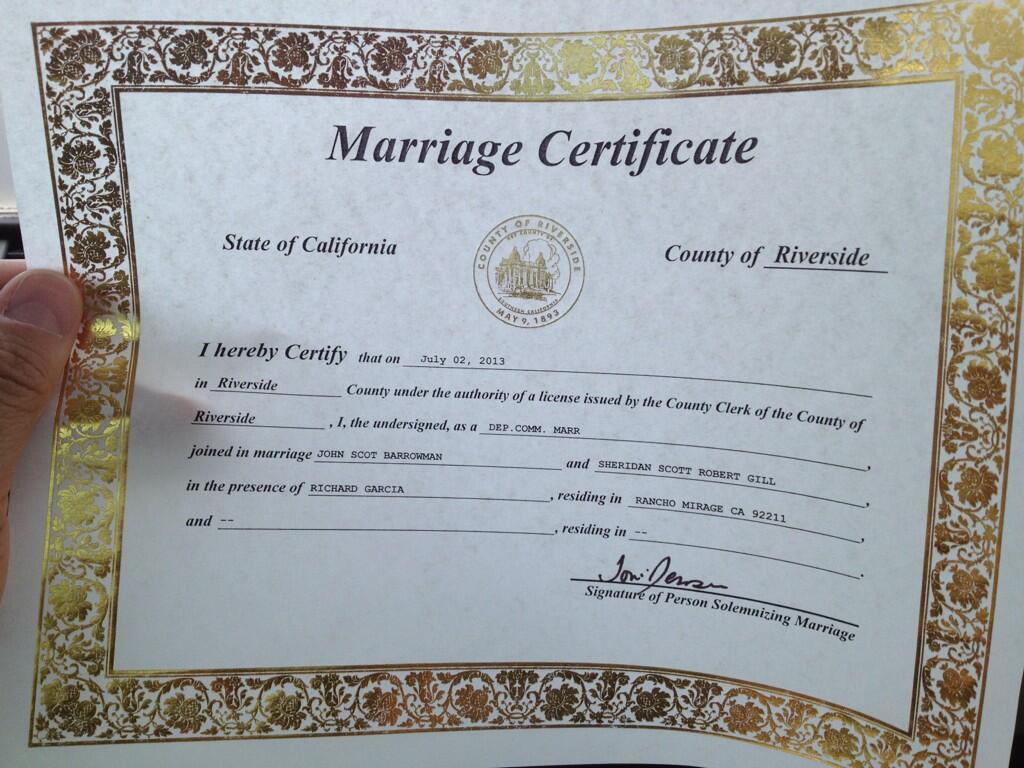 Marriage Certificate
State of California
COUNTY OF RIVERSIDE
SOUTHERN CALIFORNIA
MAY 9, 1893
County of Riverside
I hereby Certify that on July 02, 2013
in Riverside County under the authority of a license issued by the County Clerk of the County of
Riverside , I, the undersigned, as a DEP.COMM. MARR ,
joined in marriage JOHN SCOT BARROWMAN and SHERIDAN SCOTT ROBERT GILL ,
in the presence of RICHARD GARCIA , residing in RANCHO MIRAGE CA 92211 ,
and -- , residing in -- .
Signature of Person Solemnizing Marriage